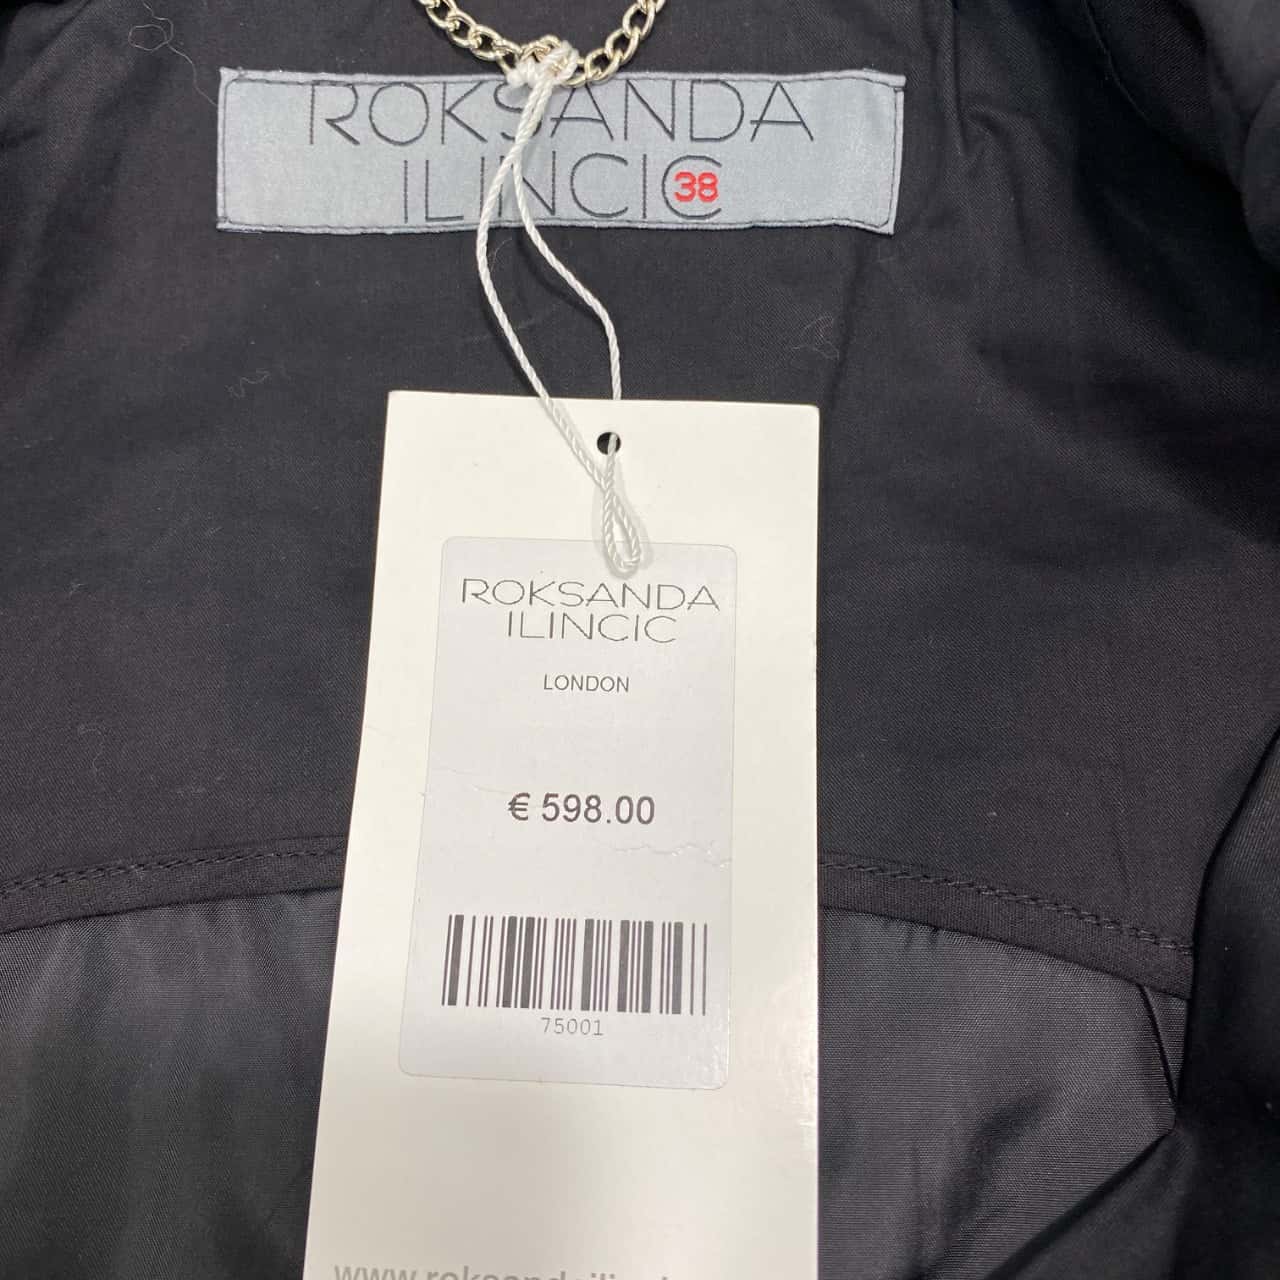 ROKSANDA
ILINCIC
38
ROKSANDA
ILINCIC
LONDON
€ 598.00
75001